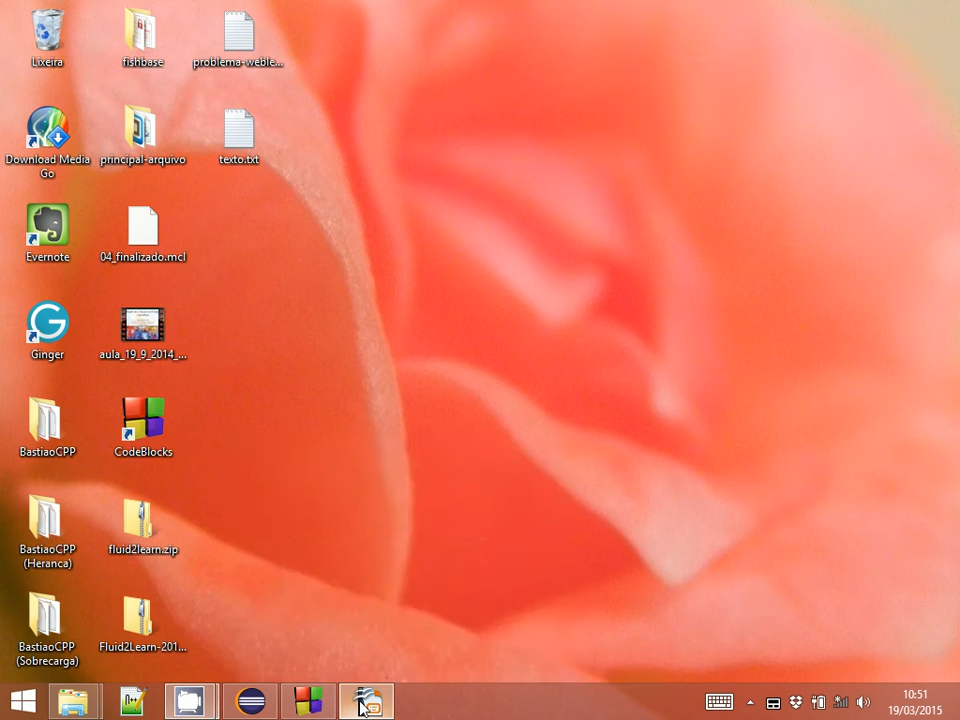 Lixeira
fishbase
problema-weble...
Download Media
Go
principal-arquivo
texto.txt
Evernote
04_finalizado.mcl
Ginger
aula_19_9_2014_...
BastiaoCPP
CodeBlocks
BastiaoCPP
(Heranca)
fluid2learn.zip
BastiaoCPP
(Sobrecarga)
Fluid2Learn-201...
10:51
19/03/2015